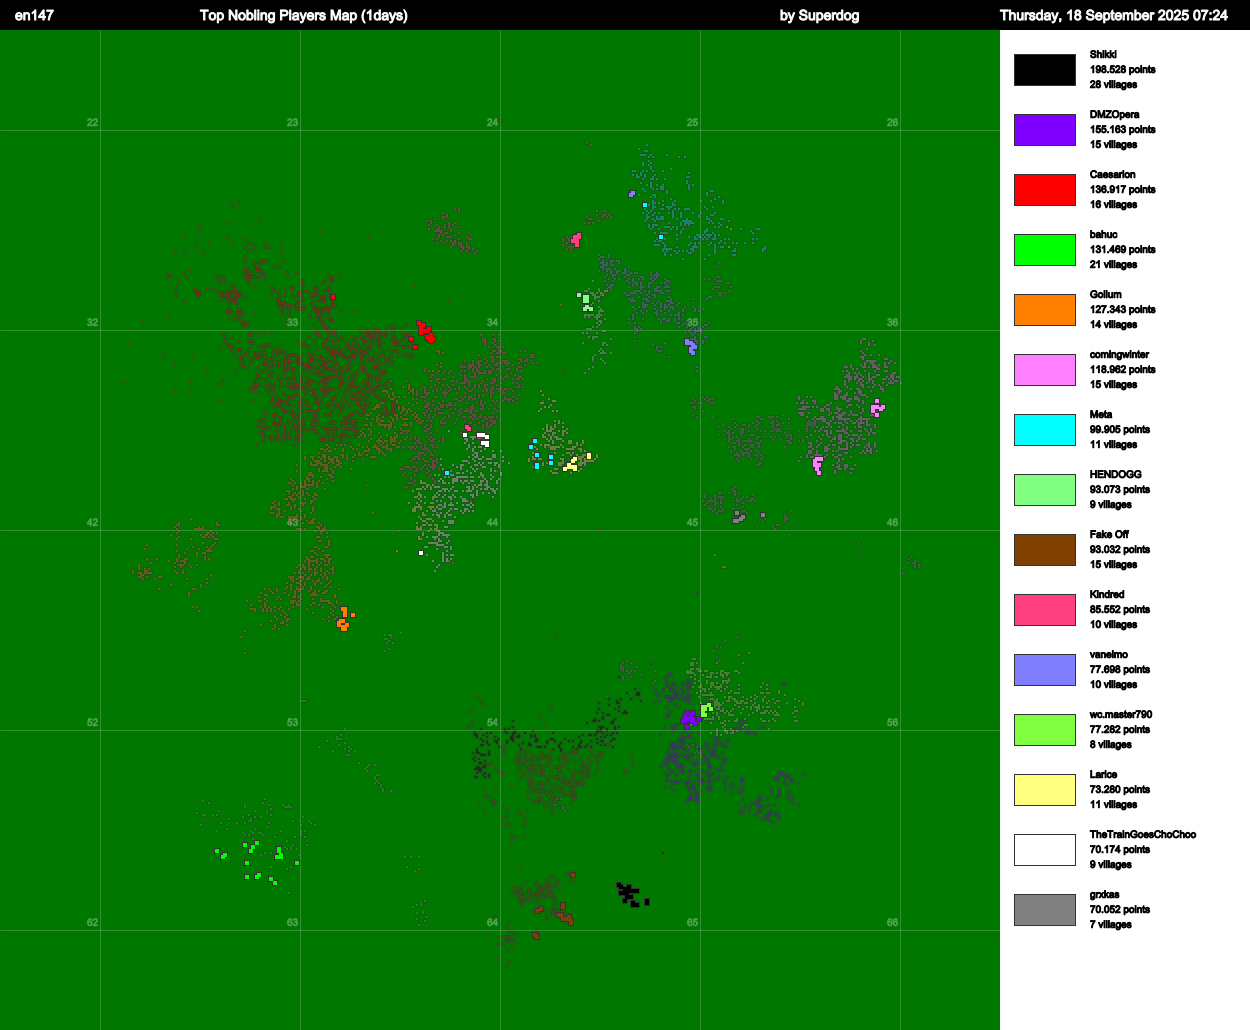 en147 Top Nobling Players Map (1days) by Superdog Thursday, 18 September 2025 07:24
Shikki
198.528 points
28 villages
DMZOpera
155.163 points
15 villages
Caesarion
136.917 points
16 villages
bahuc
131.469 points
21 villages
Gollum
127.343 points
14 villages
comingwinter
118.962 points
15 villages
Meta
99.905 points
11 villages
HENDOGG
93.073 points
9 villages
Fake Off
93.032 points
15 villages
Kindred
85.552 points
10 villages
vanelmo
77.698 points
10 villages
wc.master790
77.282 points
8 villages
Larice
73.280 points
11 villages
TheTrainGoesChoChoo
70.174 points
9 villages
grxkas
70.052 points
7 villages
22 23 24 25 26
32 33 34 35 36
42 43 44 45 46
52 53 54 56
62 63 64 65 66